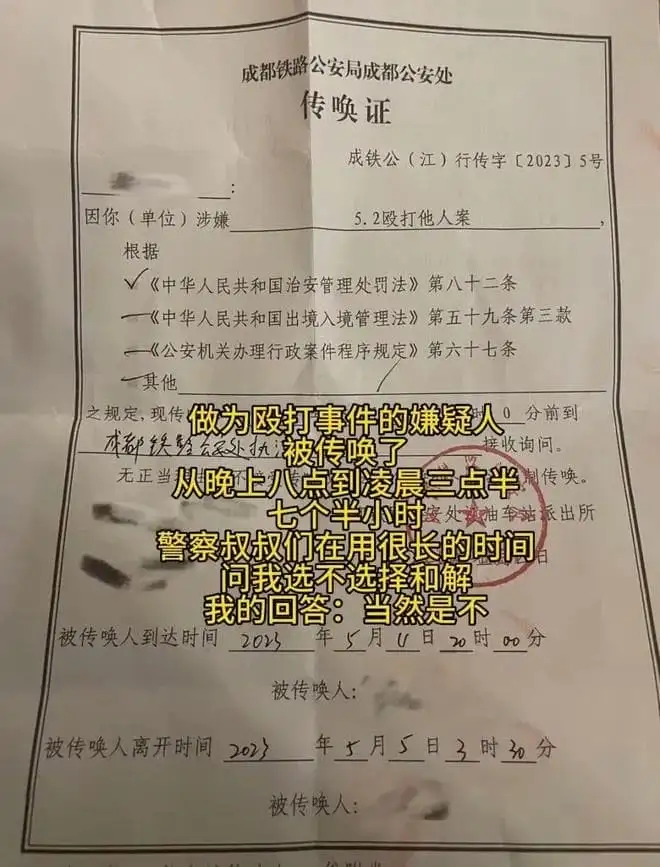 成都铁路公安局成都公安处
传唤证
成铁公（江）行传字〔2023〕5号
：
因你（单位）涉嫌 5.2殴打他人案 ，
根据
✓《中华人民共和国治安管理处罚法》第八十二条
—《中华人民共和国出境入境管理法》第五十九条第三款
—《公安机关办理行政案件程序规定》第六十七条
—其他
之规定，现传
做为殴打事件的嫌疑人
0 分前到
成都铁路公安处执法
被传唤了
接收询问。
无正当
从晚上八点到凌晨三点半
制传唤。
七个半小时
安处 油车站派出所
警察叔叔们在用很长的时间
日
问我选不选择和解
我的回答：当然是不
被传唤人到达时间 2023 年 5 月 4 日 20 时 00 分
被传唤人：
被传唤人离开时间 2023 年 5 月 5 日 3 时 30 分
被传唤人：